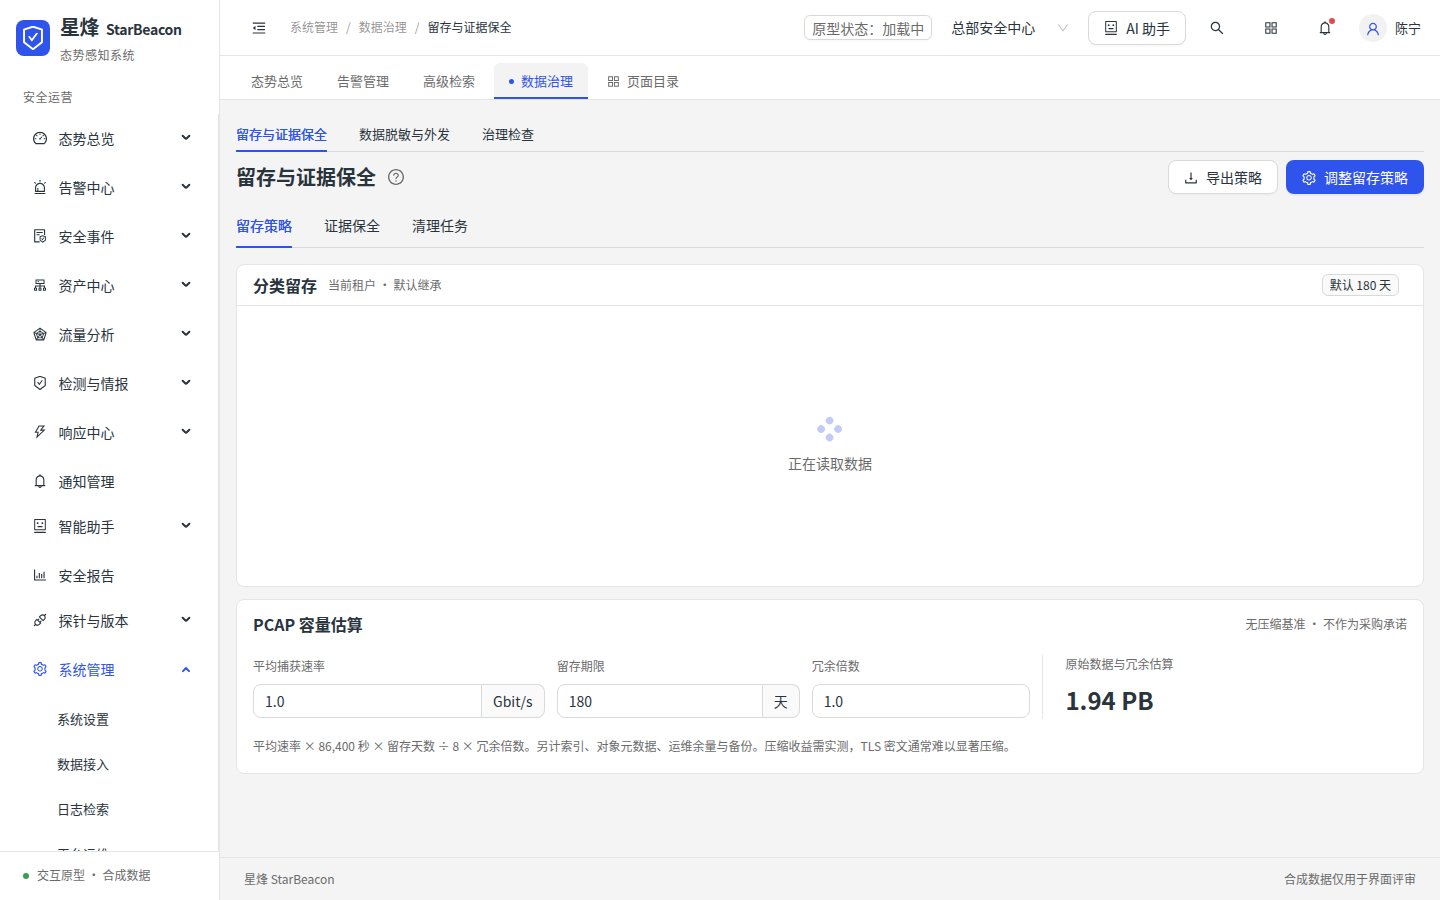 星烽 StarBeacon
态势感知系统
安全运营
态势总览
告警中心
安全事件
资产中心
流量分析
检测与情报
响应中心
通知管理
智能助手
安全报告
探针与版本
系统管理
系统设置
数据接入
日志检索
交互原型 · 合成数据
系统管理 / 数据治理 / 留存与证据保全
原型状态：加载中
总部安全中心
AI 助手
陈宁
态势总览
告警管理
高级检索
数据治理
页面目录
留存与证据保全
数据脱敏与外发
治理检查
留存与证据保全
导出策略
调整留存策略
留存策略
证据保全
清理任务
分类留存 当前租户 · 默认继承
默认 180 天
正在读取数据
PCAP 容量估算
无压缩基准 · 不作为采购承诺
平均捕获速率
留存期限
冗余倍数
原始数据与冗余估算
1.0 Gbit/s
180 天
1.0
1.94 PB
平均速率 × 86,400 秒 × 留存天数 ÷ 8 × 冗余倍数。另计索引、对象元数据、运维余量与备份。压缩收益需实测，TLS 密文通常难以显著压缩。
星烽 StarBeacon
合成数据仅用于界面评审